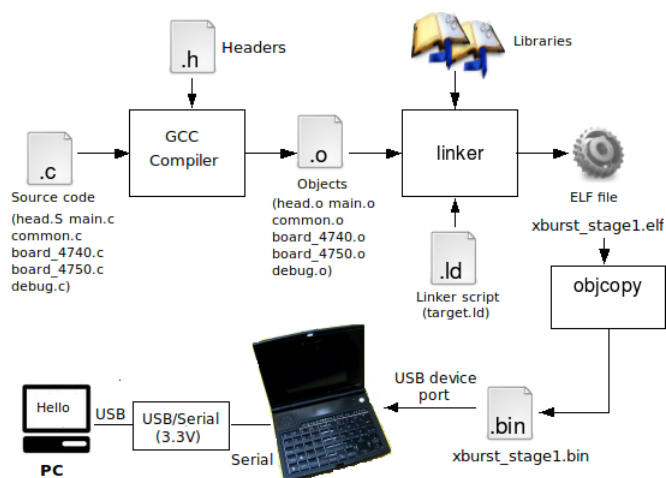 .h
Headers
Libraries
.c
GCC
Compiler
.o
linker
Source code
(head.S main.c
common.c
board_4740.c
board_4750.c
debug.c)
Objects
(head.o main.o
common.o
board_4740.o
board_4750.o
debug.o)
ELF file
xburst_stage1.elf
.ld
Linker script
(target.ld)
objcopy
Hello
PC
USB
USB/Serial
(3.3V)
Serial
USB device
port
.bin
xburst_stage1.bin